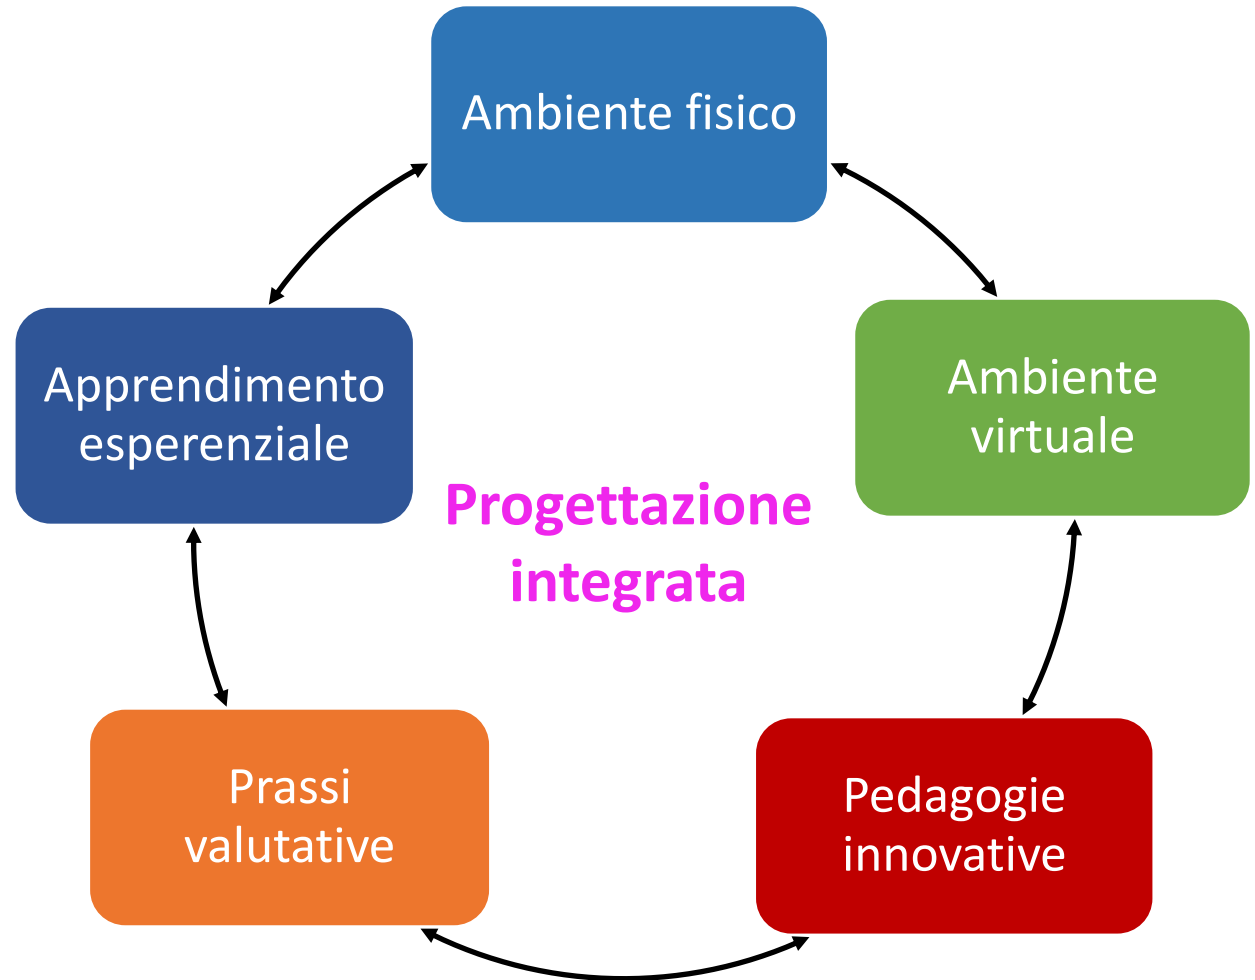 Ambiente fisico
Ambiente
virtuale
Pedagogie
innovative
Prassi
valutative
Apprendimento
esperenziale
Progettazione
integrata